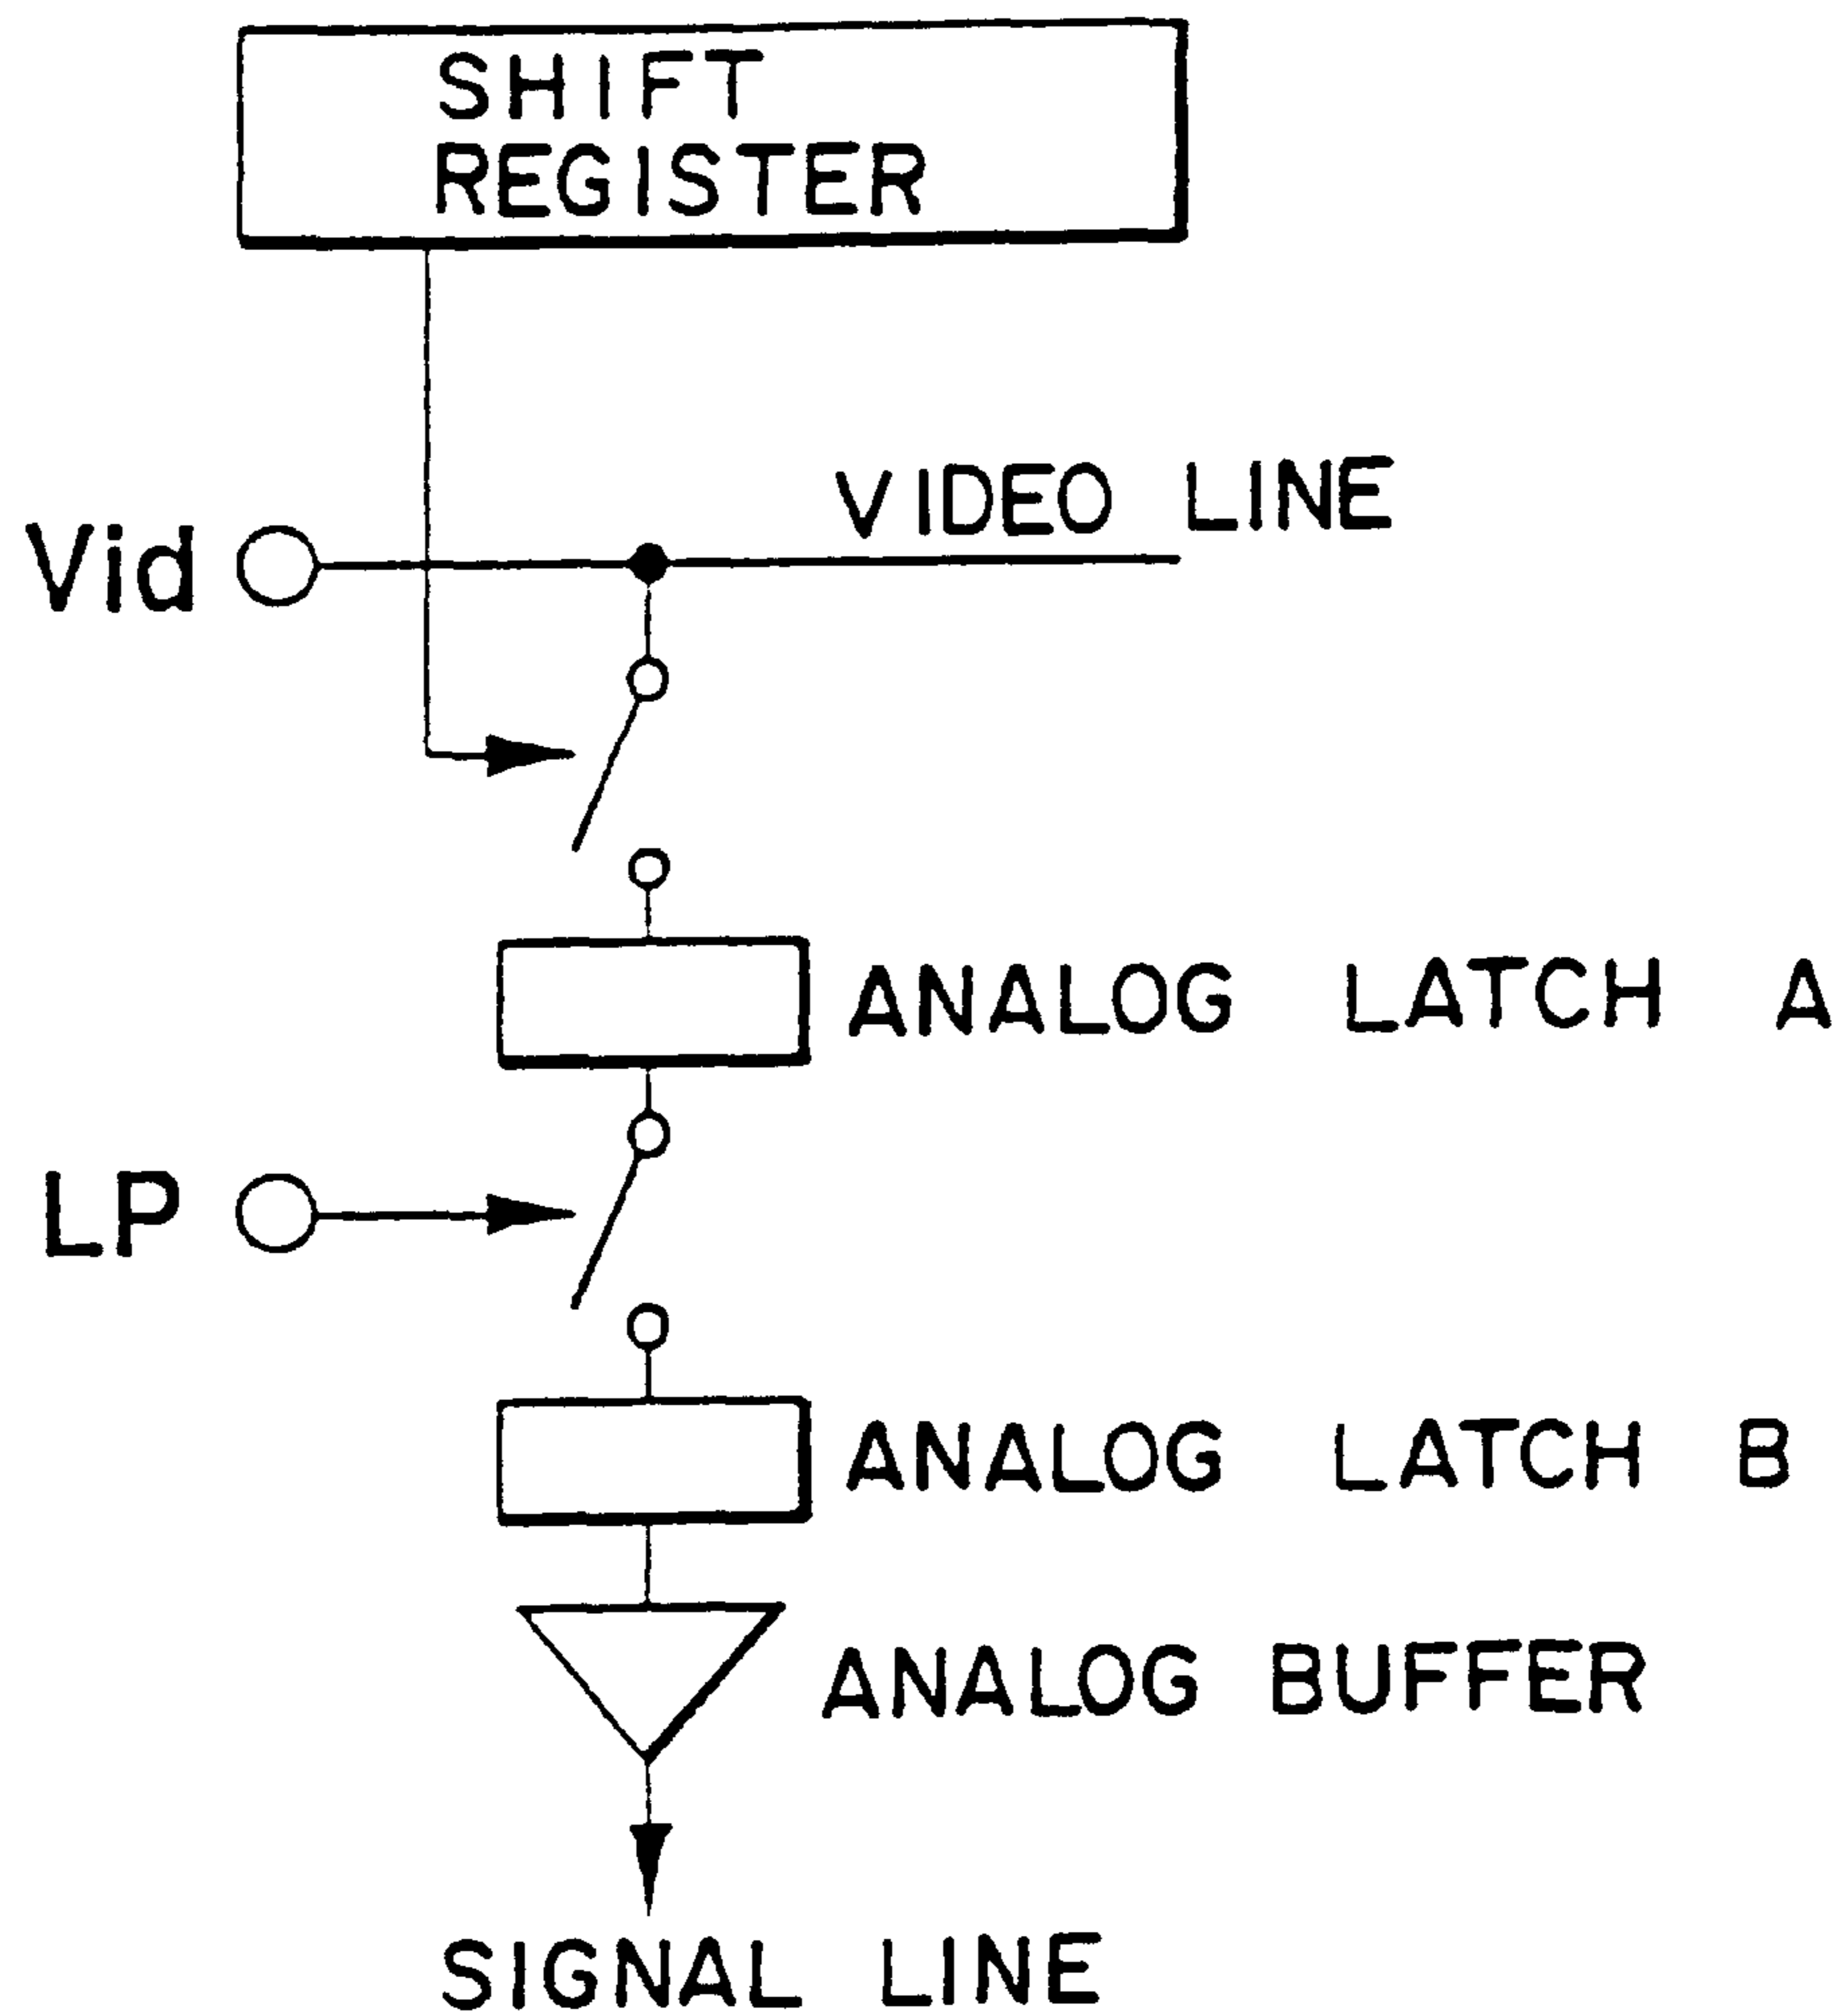 SHIFT
REGISTER
VIDEO LINE
Vid
ANALOG LATCH A
LP
ANALOG LATCH B
ANALOG BUFFER
SIGNAL LINE